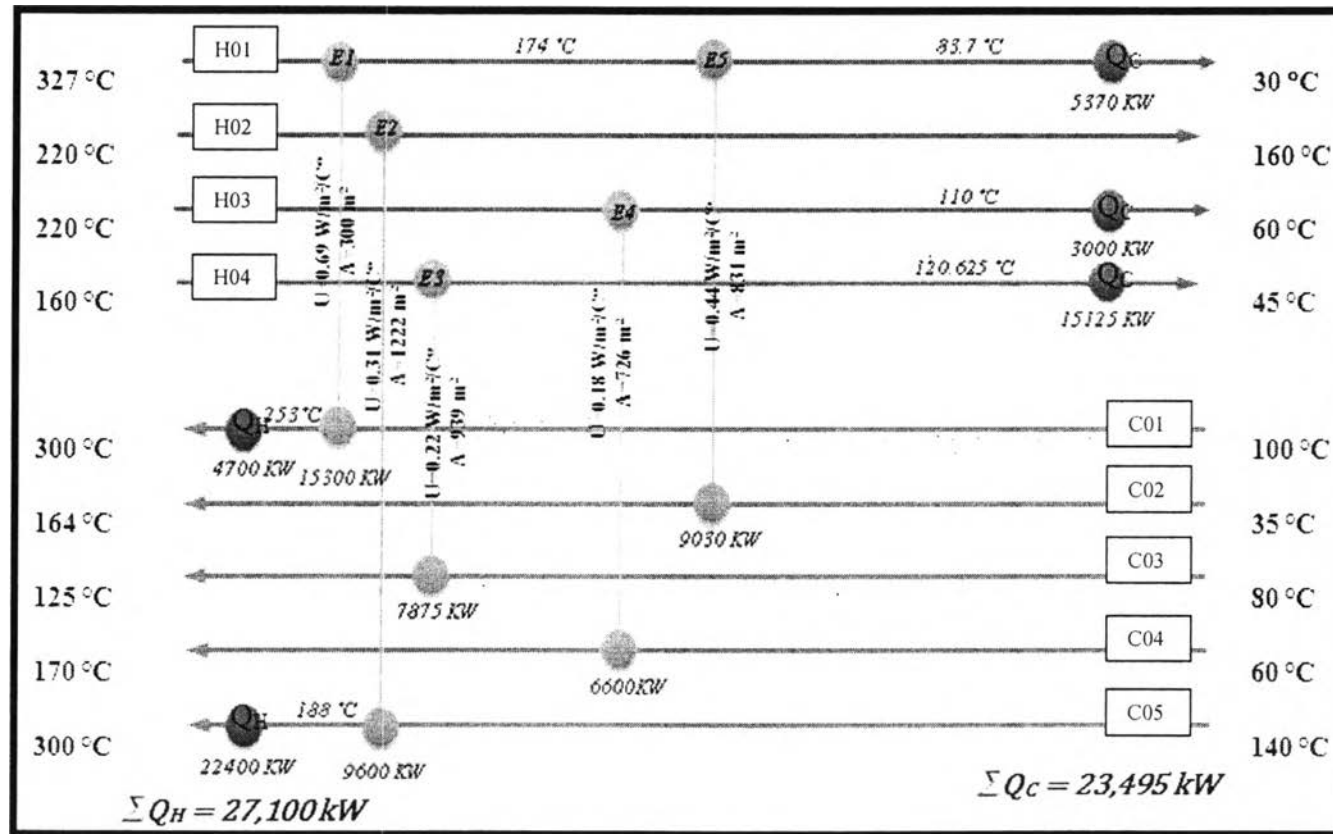 H01
E1
174 °C
E5
83.7 °C
QC
327 °C
5370 KW
30 °C
H02
E2
220 °C
160 °C
H03
E4
110 °C
QC
220 °C
3000 KW
60 °C
H04
E3
120.625 °C
QC
160 °C
15125 KW
45 °C
U=0.69 W/m²/C°
A=300 m²
U=0.31 W/m²/C°
A=1222 m²
U=0.22 W/m²/C°
A=939 m²
U=0.18 W/m²/C°
A=726 m²
U=0.44 W/m²/C°
A=831 m²
QH
253°C
C01
300 °C
4700 KW
15300 KW
100 °C
C02
164 °C
9030 KW
35 °C
C03
125 °C
7875 KW
80 °C
C04
170 °C
6600KW
60 °C
QH
188 °C
C05
300 °C
22400 KW
9600 KW
140 °C
∑QH = 27,100 kW
∑QC = 23,495 kW